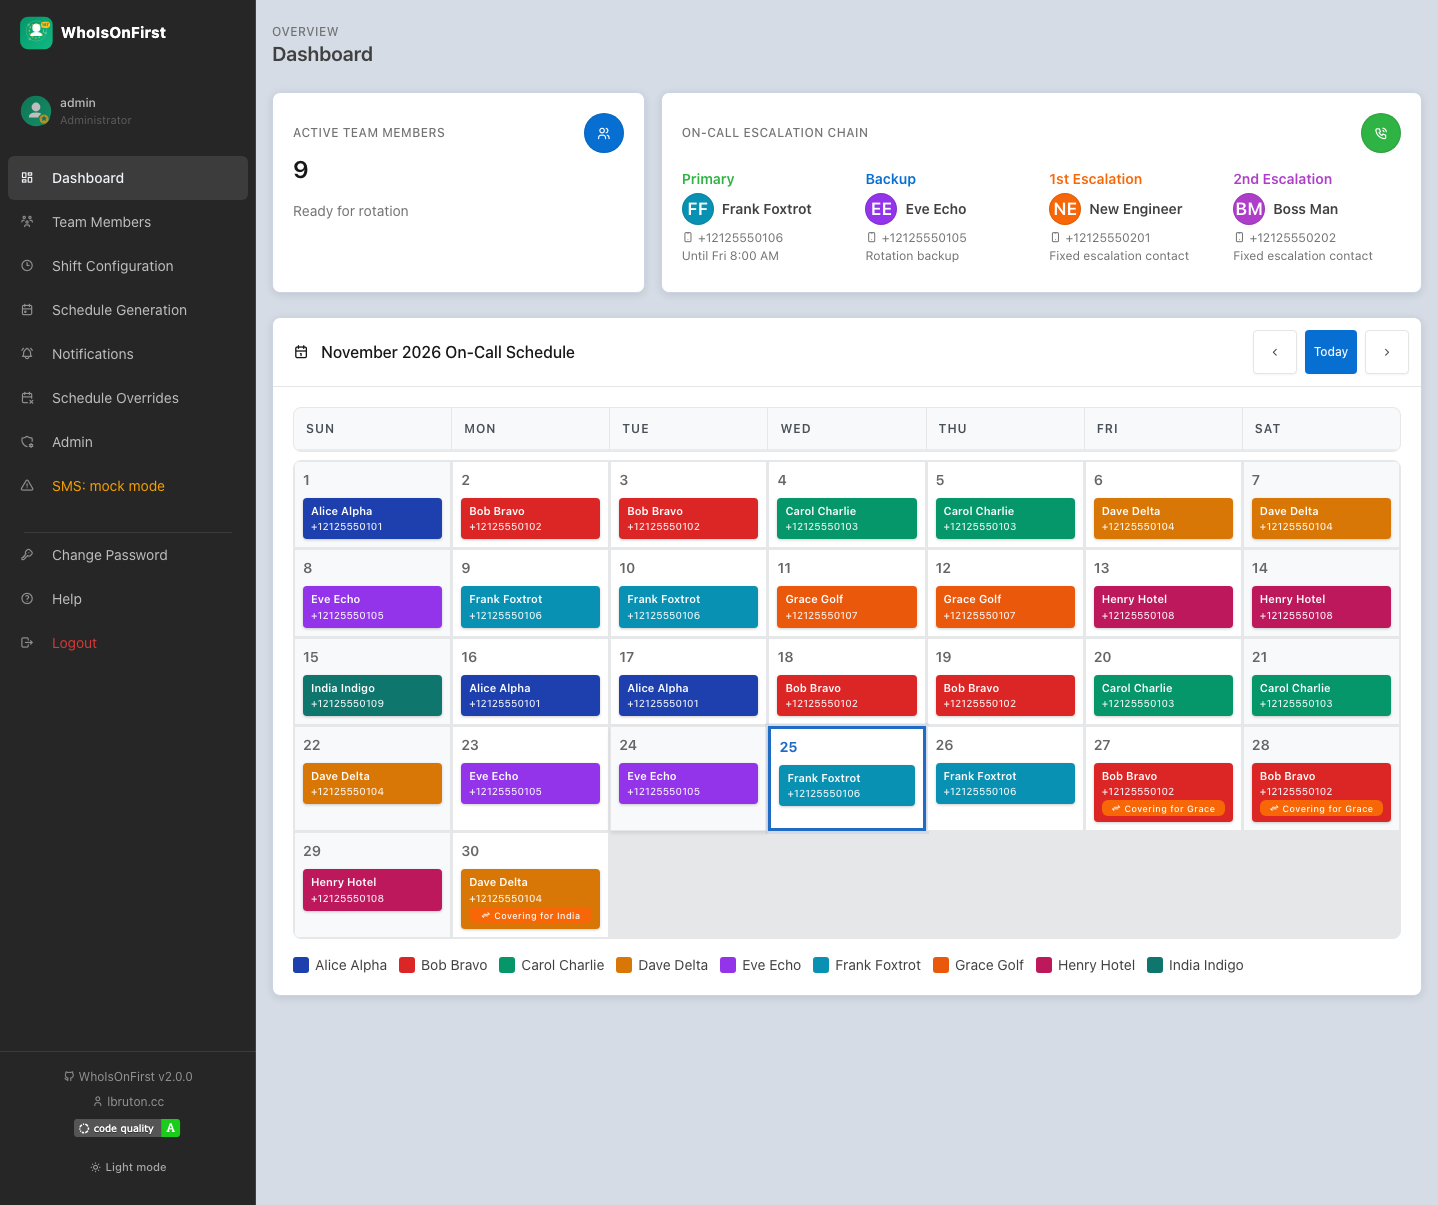 WhoIsOnFirst
admin
Administrator
Dashboard
Team Members
Shift Configuration
Schedule Generation
Notifications
Schedule Overrides
Admin
SMS: mock mode
Change Password
Help
Logout
WhoIsOnFirst v2.0.0
lbruton.cc
code quality A
Light mode
OVERVIEW
Dashboard
ACTIVE TEAM MEMBERS
9
Ready for rotation
ON-CALL ESCALATION CHAIN
Primary
FF Frank Foxtrot
+12125550106
Until Fri 8:00 AM
Backup
EE Eve Echo
+12125550105
Rotation backup
1st Escalation
NE New Engineer
+12125550201
Fixed escalation contact
2nd Escalation
BM Boss Man
+12125550202
Fixed escalation contact
November 2026 On-Call Schedule
‹ Today ›
SUN MON TUE WED THU FRI SAT
1
Alice Alpha
+12125550101
2
Bob Bravo
+12125550102
3
Bob Bravo
+12125550102
4
Carol Charlie
+12125550103
5
Carol Charlie
+12125550103
6
Dave Delta
+12125550104
7
Dave Delta
+12125550104
8
Eve Echo
+12125550105
9
Frank Foxtrot
+12125550106
10
Frank Foxtrot
+12125550106
11
Grace Golf
+12125550107
12
Grace Golf
+12125550107
13
Henry Hotel
+12125550108
14
Henry Hotel
+12125550108
15
India Indigo
+12125550109
16
Alice Alpha
+12125550101
17
Alice Alpha
+12125550101
18
Bob Bravo
+12125550102
19
Bob Bravo
+12125550102
20
Carol Charlie
+12125550103
21
Carol Charlie
+12125550103
22
Dave Delta
+12125550104
23
Eve Echo
+12125550105
24
Eve Echo
+12125550105
25
Frank Foxtrot
+12125550106
26
Frank Foxtrot
+12125550106
27
Bob Bravo
+12125550102
Covering for Grace
28
Bob Bravo
+12125550102
Covering for Grace
29
Henry Hotel
+12125550108
30
Dave Delta
+12125550104
Covering for India
Alice Alpha Bob Bravo Carol Charlie Dave Delta Eve Echo Frank Foxtrot Grace Golf Henry Hotel India Indigo